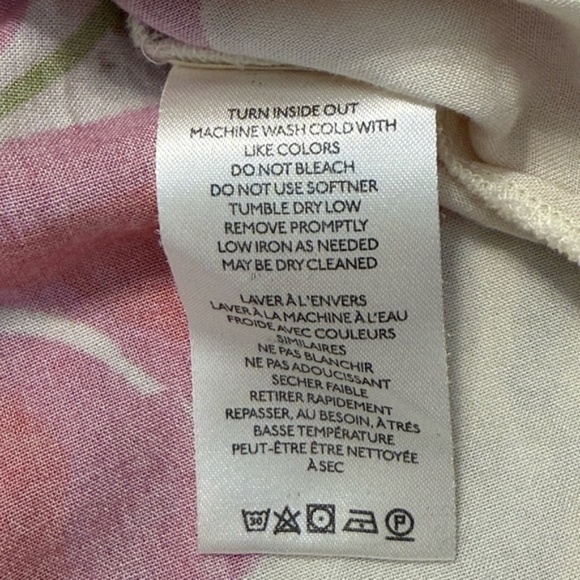 TURN INSIDE OUT
MACHINE WASH COLD WITH
LIKE COLORS
DO NOT BLEACH
DO NOT USE SOFTNER
TUMBLE DRY LOW
REMOVE PROMPTLY
LOW IRON AS NEEDED
MAY BE DRY CLEANED
LAVER À L'ENVERS
LAVER À LA MACHINE À L'EAU
FROIDE AVEC COULEURS
SIMILAIRES
NE PAS BLANCHIR
NE PAS ADOUCISSANT
SECHER FAIBLE
RETIRER RAPIDEMENT
REPASSER, AU BESOIN, À TRÉS
BASSE TEMPÉRATURE
PEUT-ÊTRE ÊTRE NETTOYÉE
À SEC
30 P